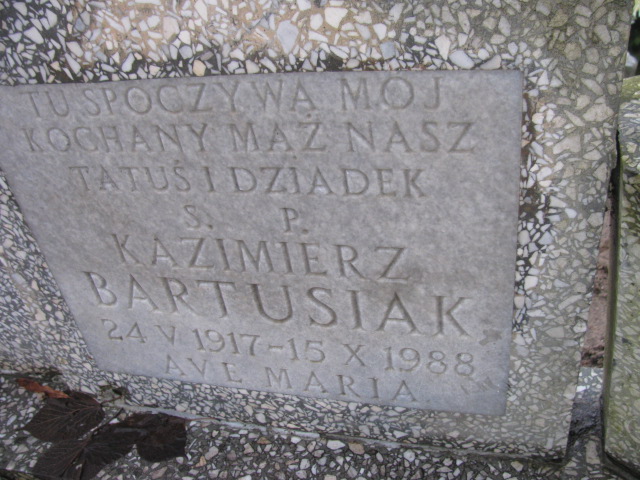 TU SPOCZYWA MÓJ
KOCHANY MĄŻ NASZ
TATUŚ I DZIADEK
Ś. P.
KAZIMIERZ
BARTUSIAK
24 V 1917-15 X 1988
AVE MARIA